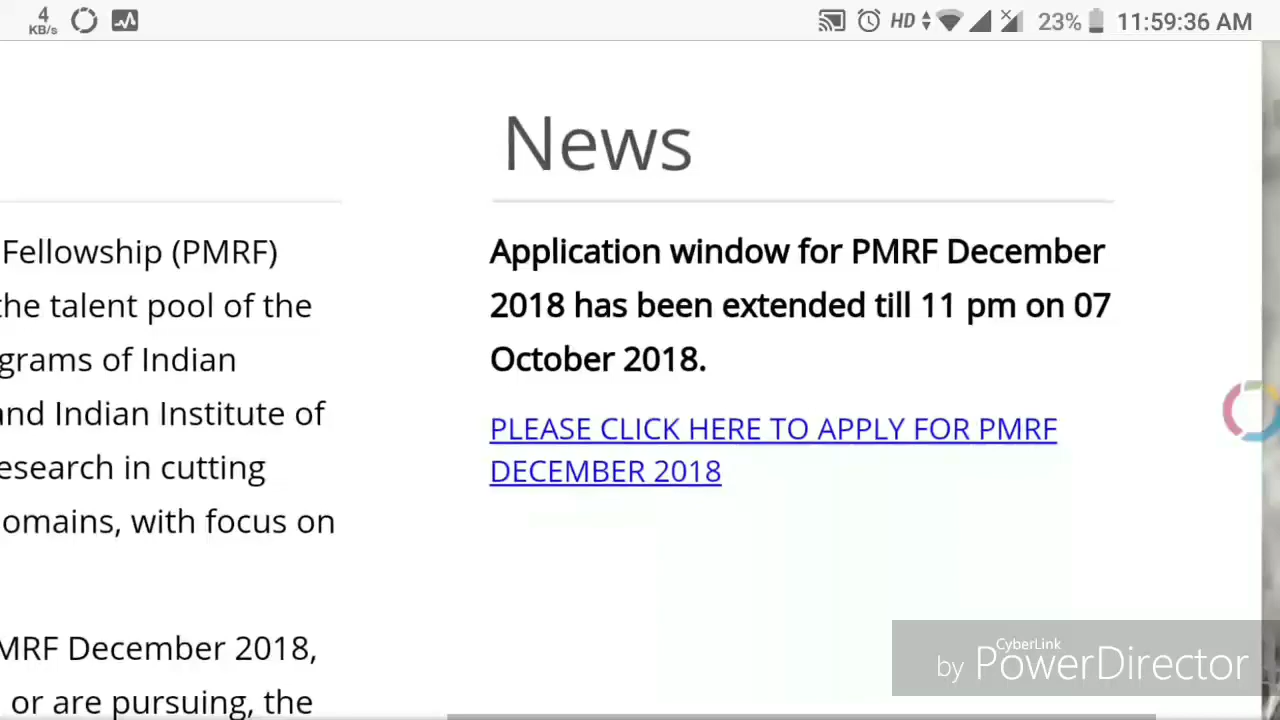 4
KB/s
HD
23%
11:59:36 AM
News
Fellowship (PMRF)
the talent pool of the
grams of Indian
and Indian Institute of
esearch in cutting
omains, with focus on
MRF December 2018,
or are pursuing, the
Application window for PMRF December
2018 has been extended till 11 pm on 07
October 2018.
PLEASE CLICK HERE TO APPLY FOR PMRF
DECEMBER 2018
CyberLink
by PowerDirector